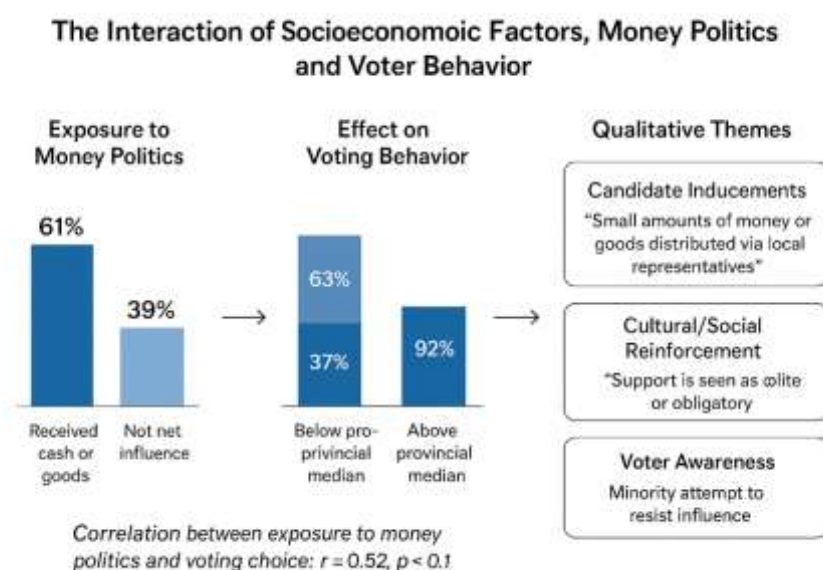 The Interaction of Socioeconomoic Factors, Money Politics
and Voter Behavior
Exposure to
Money Politics
61%
39%
Received
cash or
goods
Not net
influence
Effect on
Voting Behavior
63%
37%
92%
Below pro-
privincial
median
Above
provincial
median
Qualitative Themes
Candidate Inducements
“Small amounts of money or
goods distributed via local
representatives”
Cultural/Social
Reinforcement
“Support is seen as ꝏlite
or obligatory
Voter Awareness
Minority attempt to
resist influence
Correlation between exposure to money
politics and voting choice: r = 0.52, p < 0.1